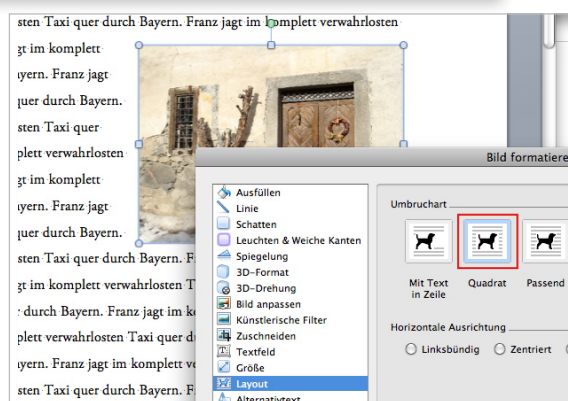 sten Taxi quer durch Bayern. Franz jagt im komplett verwahrlosten
gt im komplett
ayern. Franz jagt
quer durch Bayern.
sten Taxi quer
plett verwahrlosten
gt im komplett
ayern. Franz jagt
quer durch Bayern.
sten Taxi quer durch Bayern. F
gt im komplett verwahrlosten T
r durch Bayern. Franz jagt im k
plett verwahrlosten Taxi quer d
ayern. Franz jagt im komplett v
sten Taxi quer durch Bayern. F
Bild formatiere
Ausfüllen
Linie
Schatten
Leuchten & Weiche Kanten
Spiegelung
3D-Format
3D-Drehung
Bild anpassen
Künstlerische Filter
Zuschneiden
Textfeld
Größe
Layout
Alternativtext
Umbruchart
Mit Text
in Zeile
Quadrat
Passend
Horizontale Ausrichtung
Linksbündig
Zentriert